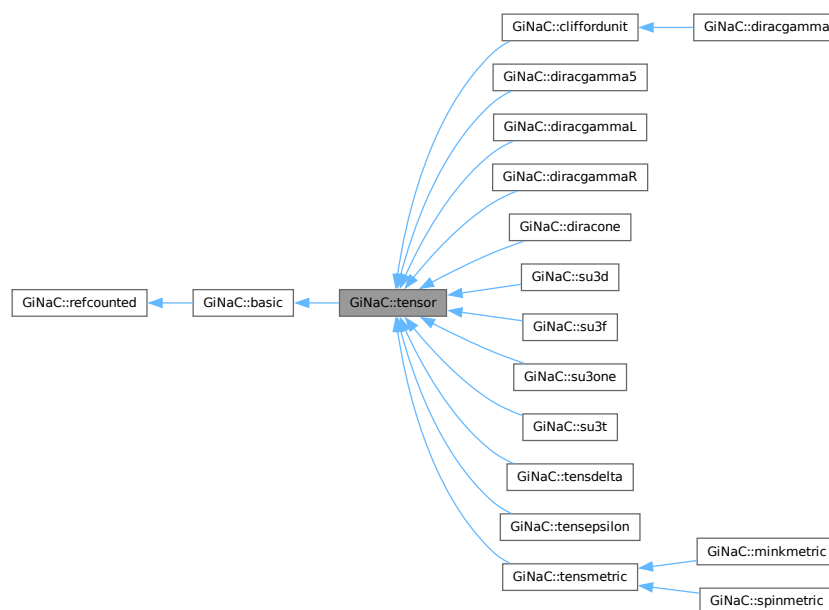 GiNaC::cliffordunit
GiNaC::diracgamma
GiNaC::diracgamma5
GiNaC::diracgammaL
GiNaC::diracgammaR
GiNaC::diracone
GiNaC::su3d
GiNaC::refcounted
GiNaC::basic
GiNaC::tensor
GiNaC::su3f
GiNaC::su3one
GiNaC::su3t
GiNaC::tensdelta
GiNaC::tensepsilon
GiNaC::minkmetric
GiNaC::tensmetric
GiNaC::spinmetric